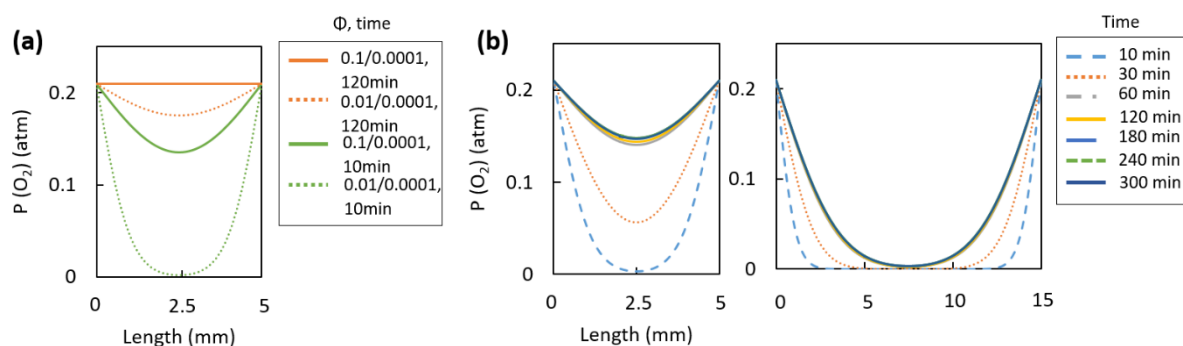 (a)
P (O2) (atm)
0.2
0.1
0
0
2.5
5
Length (mm)
Φ, time
0.1/0.0001,
120min
0.01/0.0001,
120min
0.1/0.0001,
10min
0.01/0.0001,
10min
(b)
P (O2) (atm)
0.2
0.1
0
0
2.5
5
Length (mm)
0.2
0.1
0
0
5
10
15
Length (mm)
Time
10 min
30 min
60 min
120 min
180 min
240 min
300 min